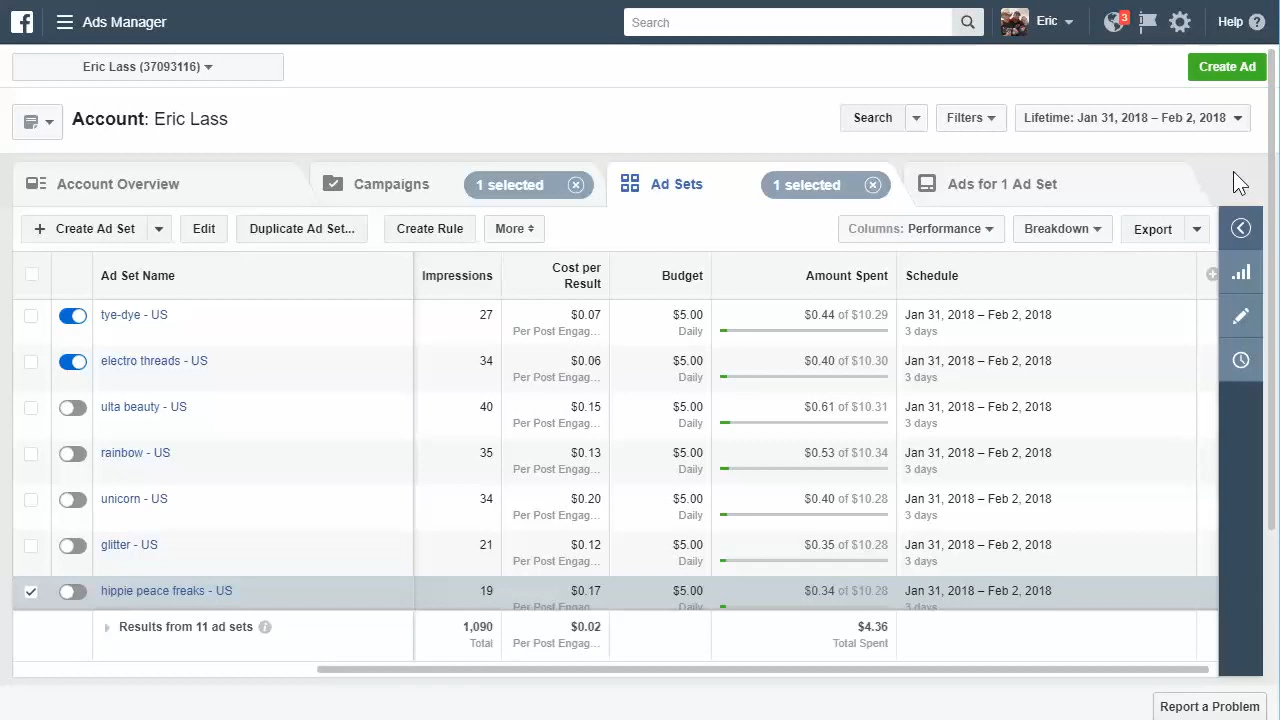 Ads Manager
Search
Eric
3
Help
Eric Lass (37093116)
Create Ad
Account: Eric Lass
Search
Filters
Lifetime: Jan 31, 2018 – Feb 2, 2018
Account Overview
Campaigns
1 selected
Ad Sets
1 selected
Ads for 1 Ad Set
+ Create Ad Set
Edit
Duplicate Ad Set...
Create Rule
More
Columns: Performance
Breakdown
Export
Ad Set Name
Impressions
Cost per
Result
Budget
Amount Spent
Schedule
tye-dye - US 27 $0.07 $5.00 $0.44 of $10.29 Jan 31, 2018 – Feb 2, 2018
Per Post Engag... Daily 3 days
electro threads - US 34 $0.06 $5.00 $0.40 of $10.30 Jan 31, 2018 – Feb 2, 2018
Per Post Engag... Daily 3 days
ulta beauty - US 40 $0.15 $5.00 $0.61 of $10.31 Jan 31, 2018 – Feb 2, 2018
Per Post Engag... Daily 3 days
rainbow - US 35 $0.13 $5.00 $0.53 of $10.34 Jan 31, 2018 – Feb 2, 2018
Per Post Engag... Daily 3 days
unicorn - US 34 $0.20 $5.00 $0.40 of $10.28 Jan 31, 2018 – Feb 2, 2018
Per Post Engag... Daily 3 days
glitter - US 21 $0.12 $5.00 $0.35 of $10.28 Jan 31, 2018 – Feb 2, 2018
Per Post Engag... Daily 3 days
hippie peace freaks - US 19 $0.17 $5.00 $0.34 of $10.28 Jan 31, 2018 – Feb 2, 2018
Per Post Engag... Daily 3 days
Results from 11 ad sets 1,090 $0.02 $4.36
Total Per Post Engag... Total Spent
Report a Problem